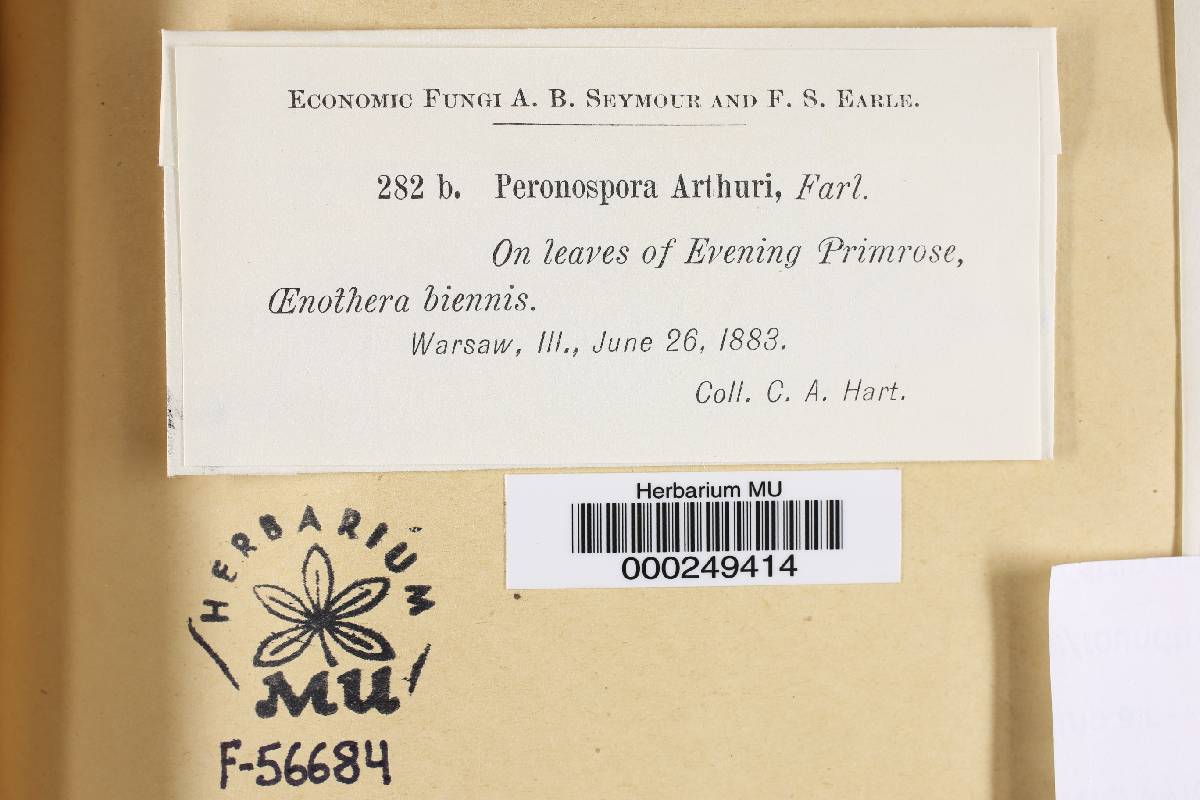 ECONOMIC FUNGI A. B. SEYMOUR AND F. S. EARLE.
282 b. Peronospora Arthuri, Farl.
On leaves of Evening Primrose,
Œnothera biennis.
Warsaw, Ill., June 26, 1883.
Coll. C. A. Hart.
Herbarium MU
000249414
HERBARIUM
MU
F-56684